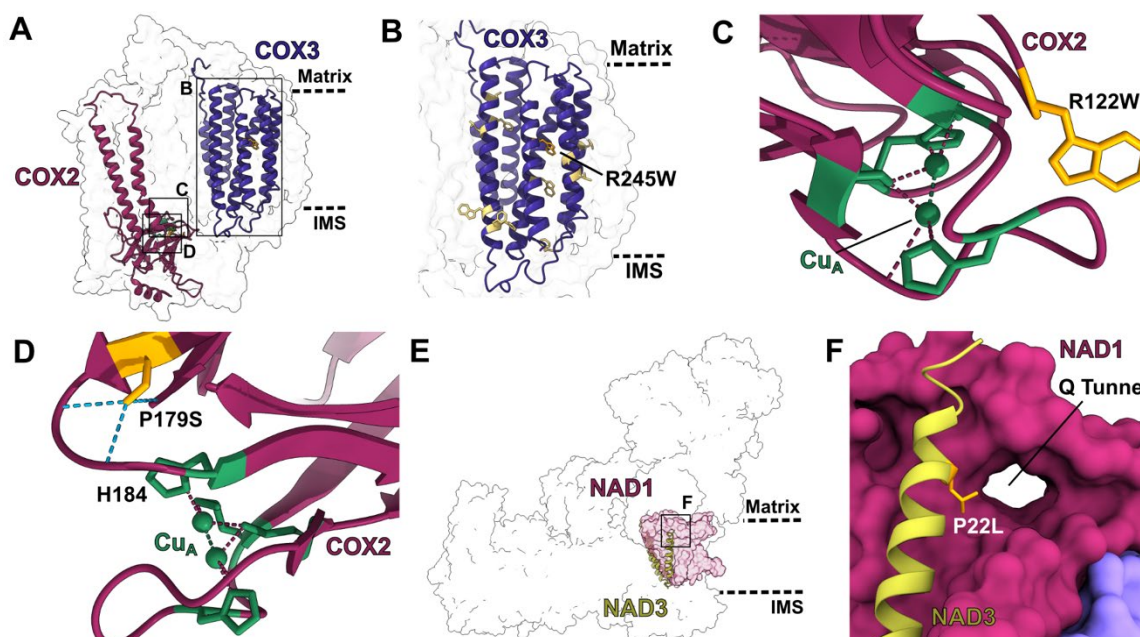 A
COX3
Matrix
B
COX2
C
D
IMS
B
COX3
Matrix
R245W
IMS
C
COX2
R122W
CuA
D
P179S
H184
CuA
COX2
E
NAD1
F
Matrix
NAD3
IMS
F
NAD1
Q Tunne
P22L
NAD3